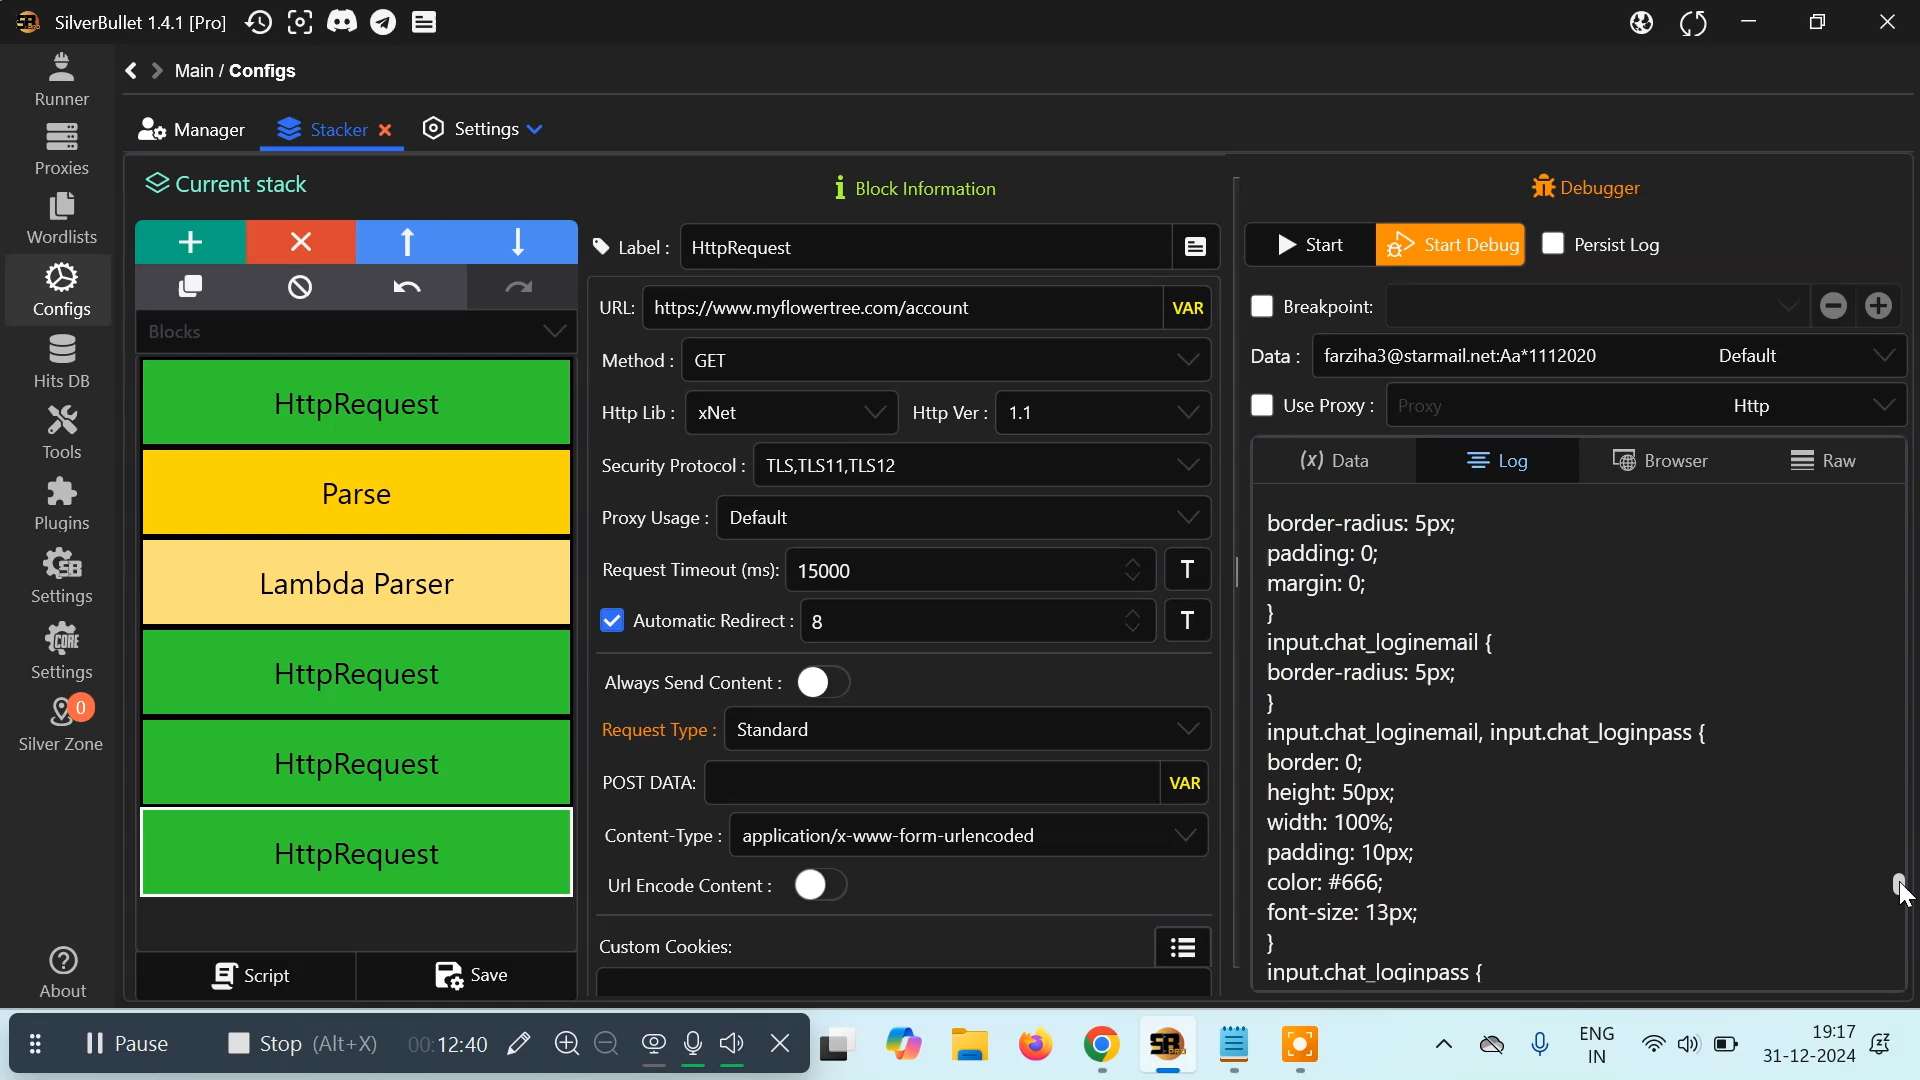 SilverBullet 1.4.1 [Pro]
Runner
Proxies
Wordlists
Configs
Hits DB
Tools
Plugins
Settings
Settings
0
Silver Zone
About
Main / Configs
Manager
Stacker
Settings
Current stack
Blocks
HttpRequest
Parse
Lambda Parser
HttpRequest
HttpRequest
HttpRequest
Script
Save
Block Information
Label : HttpRequest
URL: https://www.myflowertree.com/account VAR
Method : GET
Http Lib : xNet Http Ver : 1.1
Security Protocol : TLS,TLS11,TLS12
Proxy Usage : Default
Request Timeout (ms): 15000 T
Automatic Redirect : 8 T
Always Send Content :
Request Type : Standard
POST DATA: VAR
Content-Type : application/x-www-form-urlencoded
Url Encode Content :
Custom Cookies:
Debugger
Start Start Debug Persist Log
Breakpoint:
Data : farziha3@starmail.net:Aa*1112020 Default
Use Proxy : Proxy Http
(x) Data Log Browser Raw
border-radius: 5px;
padding: 0;
margin: 0;
}
input.chat_loginemail {
border-radius: 5px;
}
input.chat_loginemail, input.chat_loginpass {
border: 0;
height: 50px;
width: 100%;
padding: 10px;
color: #666;
font-size: 13px;
}
input.chat_loginpass {
Pause Stop (Alt+X) 00:12:40
ENG
IN
19:17
31-12-2024